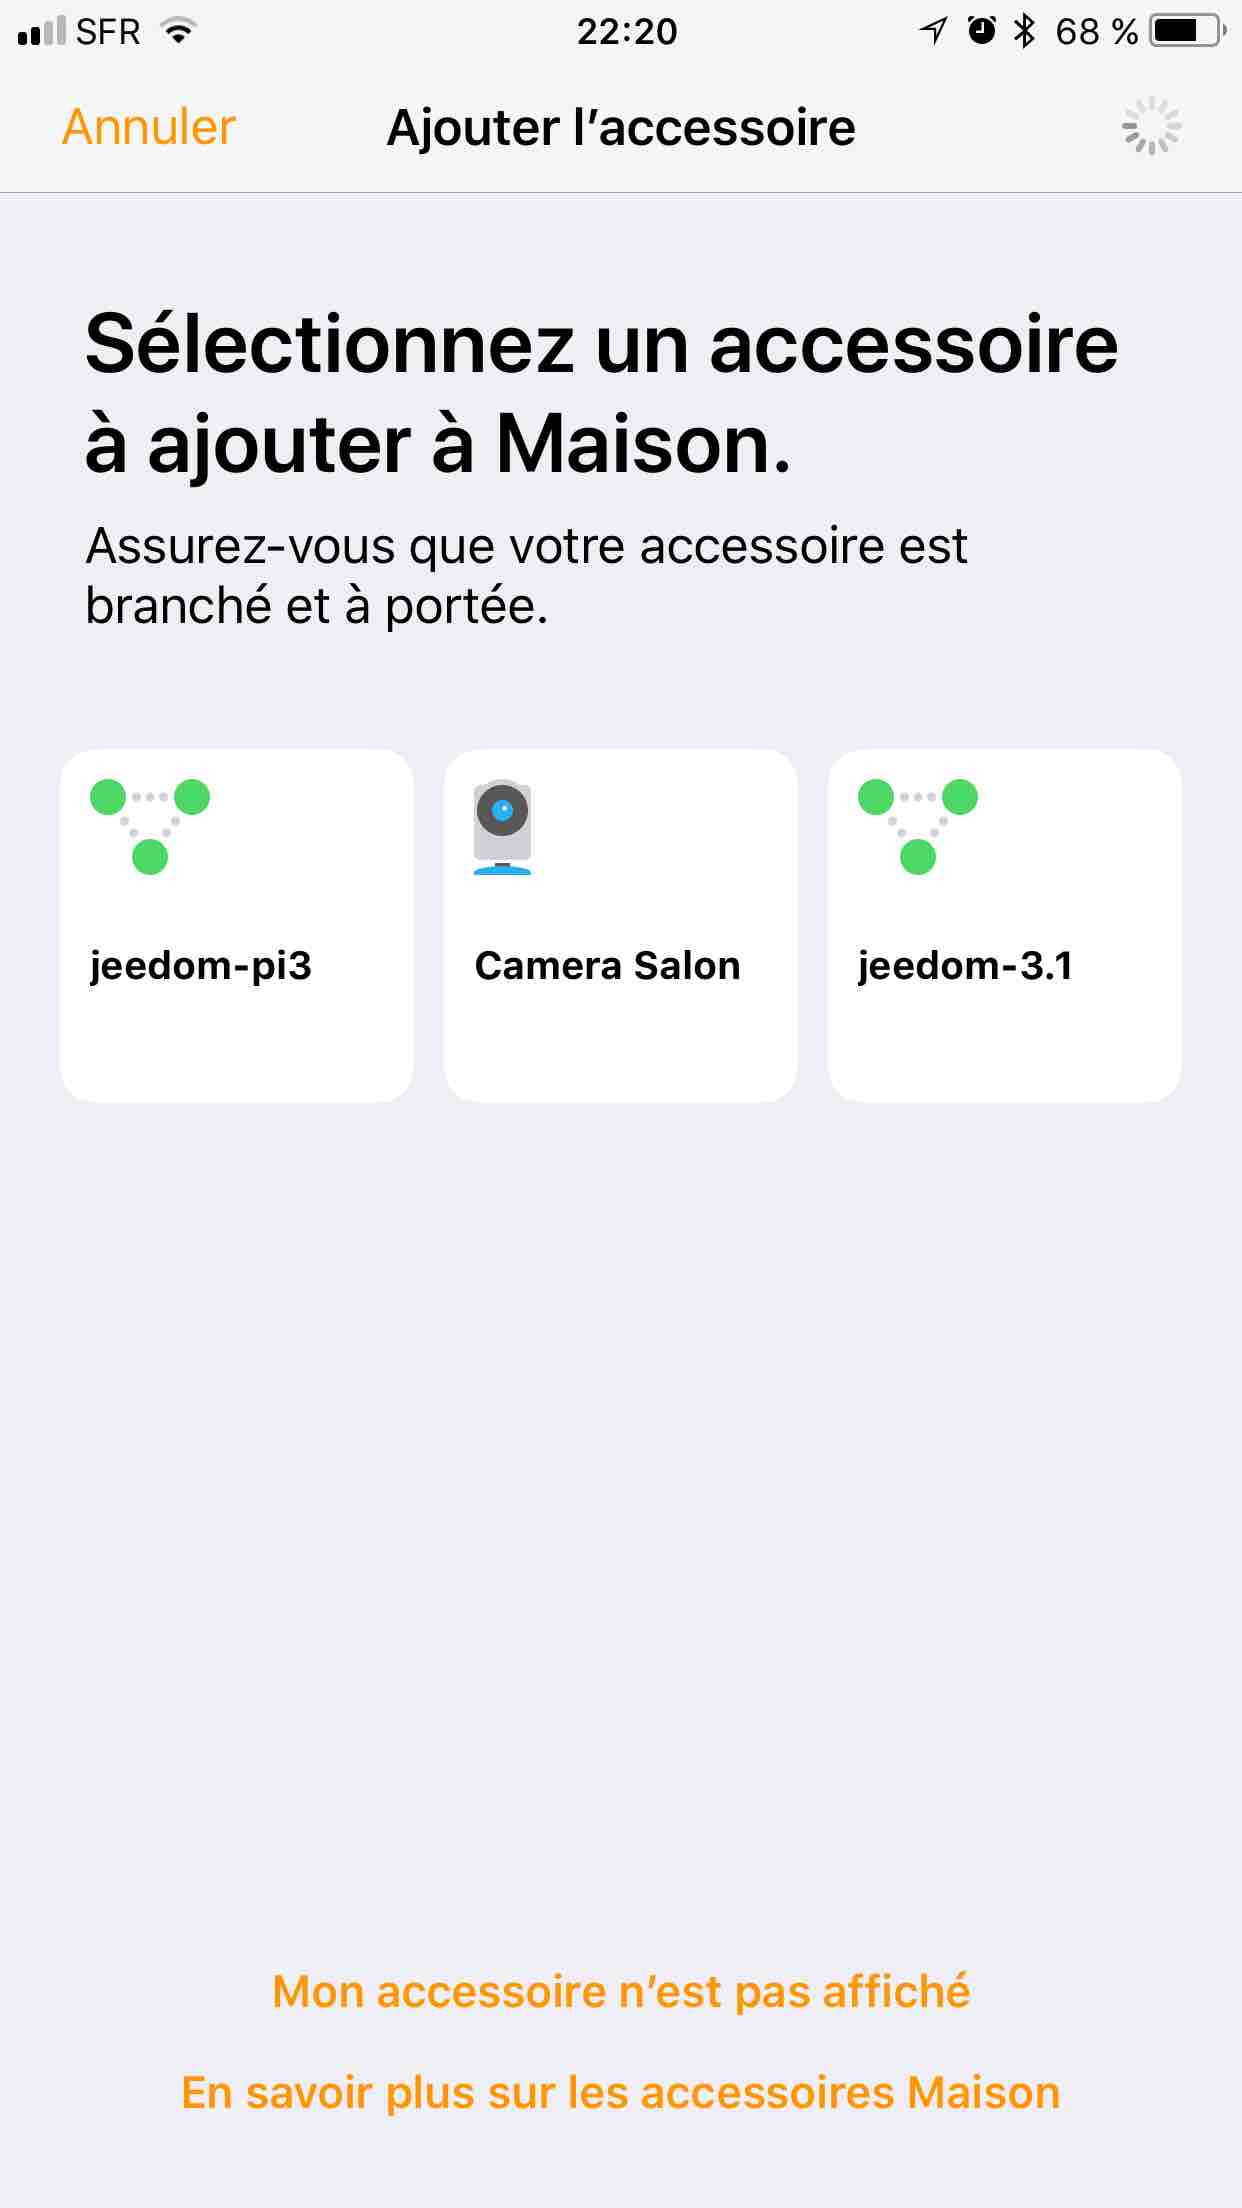 SFR 22:20 68 %
Annuler Ajouter l’accessoire
Sélectionnez un accessoire
à ajouter à Maison.
Assurez-vous que votre accessoire est
branché et à portée.
jeedom-pi3 Camera Salon jeedom-3.1
Mon accessoire n’est pas affiché
En savoir plus sur les accessoires Maison